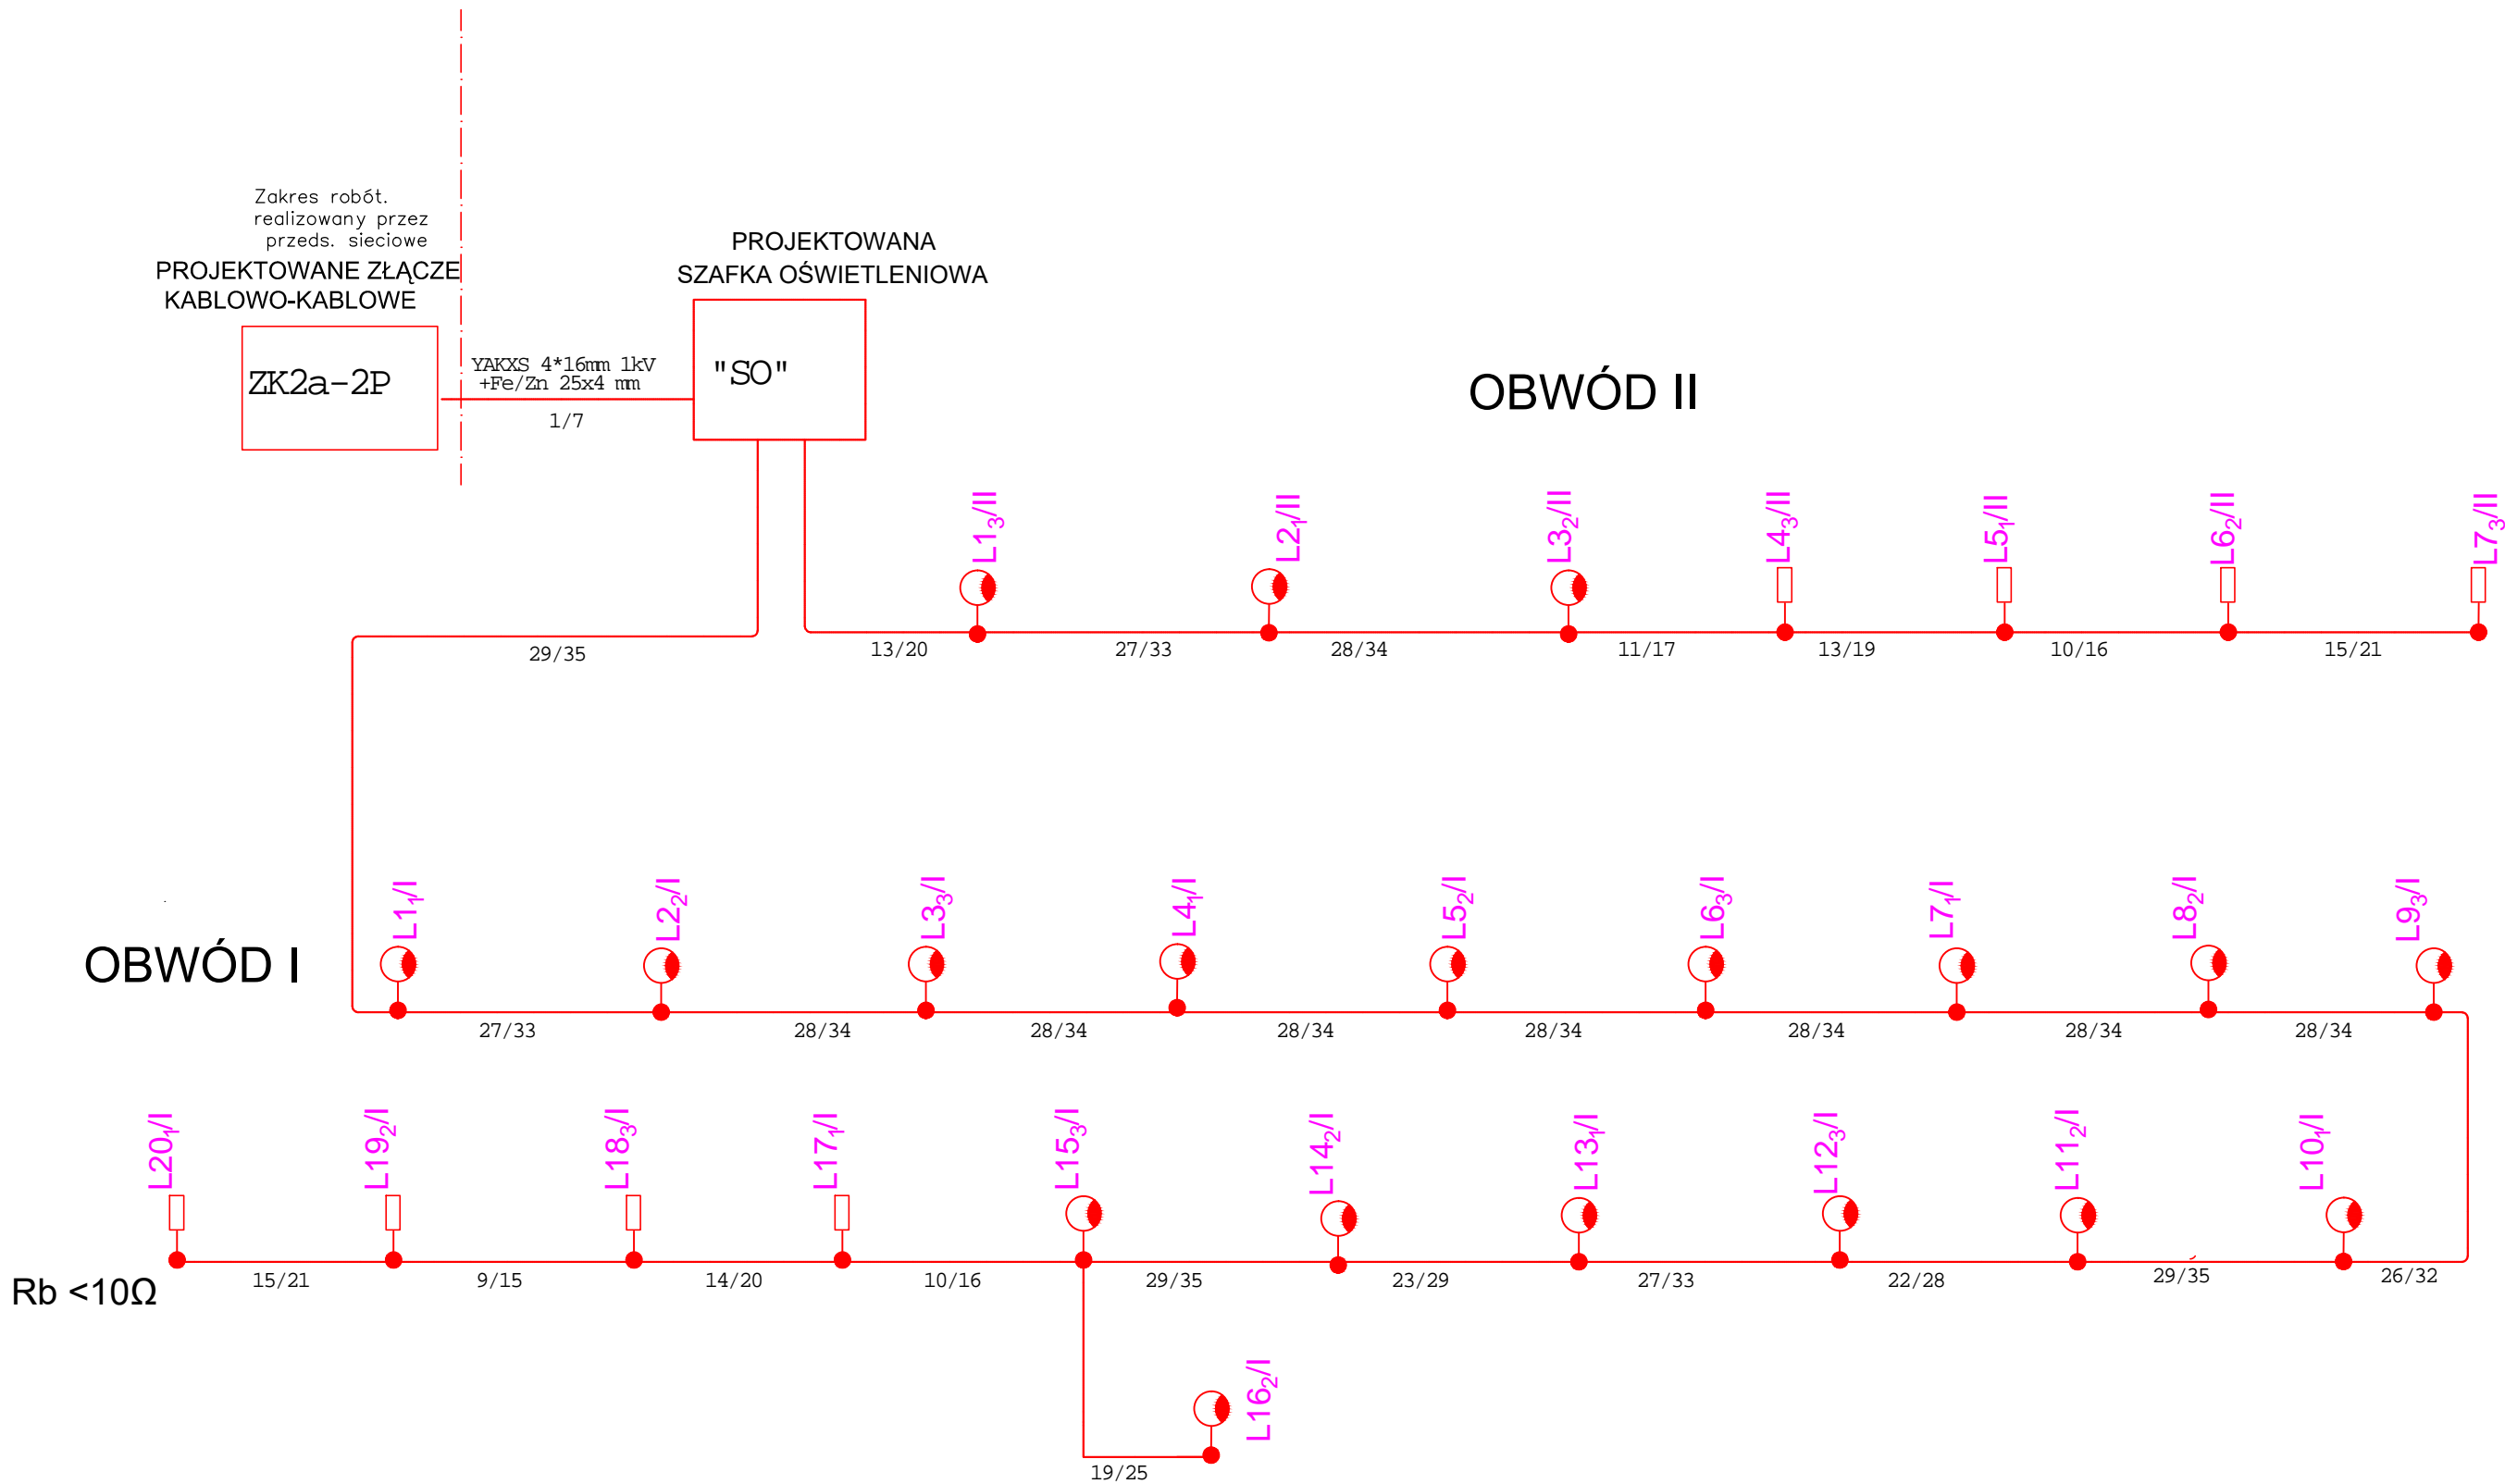 Zakres robót.
realizowany przez
przeds. sieciowe
PROJEKTOWANE ZŁĄCZE
KABLOWO-KABLOWE
ZK2a-2P
YAKXS 4*16mm 1kV
+Fe/Zn 25x4 mm
1/7
PROJEKTOWANA
SZAFKA OŚWIETLENIOWA
"SO"
OBWÓD II
L1₃/II
L2₁/II
L3₂/II
L4₃/II
L5₁/II
L6₂/II
L7₃/II
29/35
13/20
27/33
28/34
11/17
13/19
10/16
15/21
OBWÓD I
L1₁/I
L2₂/I
L3₃/I
L4₁/I
L5₂/I
L6₃/I
L7₁/I
L8₂/I
L9₃/I
27/33
28/34
28/34
28/34
28/34
28/34
28/34
28/34
L20₁/I
L19₂/I
L18₃/I
L17₁/I
L15₃/I
L14₂/I
L13₁/I
L12₃/I
L11₂/I
L10₁/I
Rb <10Ω
15/21
9/15
14/20
10/16
29/35
23/29
27/33
22/28
29/35
26/32
L16₂/I
19/25